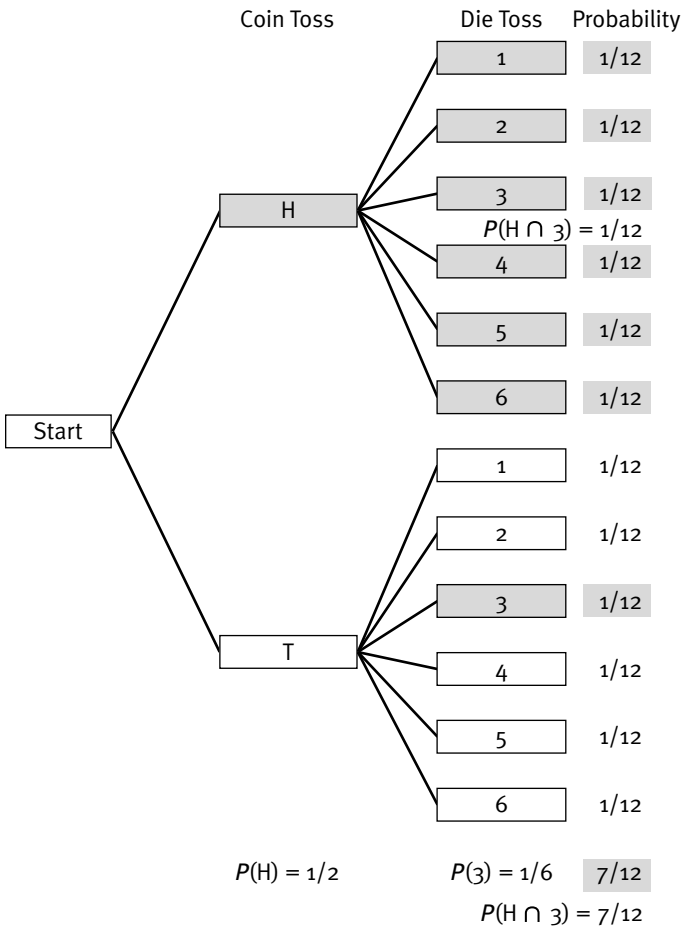 Coin Toss Die Toss Probability
1 1/12
2 1/12
H 3 1/12
P(H ∩ 3) = 1/12
4 1/12
5 1/12
6 1/12
Start
1 1/12
2 1/12
3 1/12
T
4 1/12
5 1/12
6 1/12
P(H) = 1/2 P(3) = 1/6 7/12
P(H ∩ 3) = 7/12